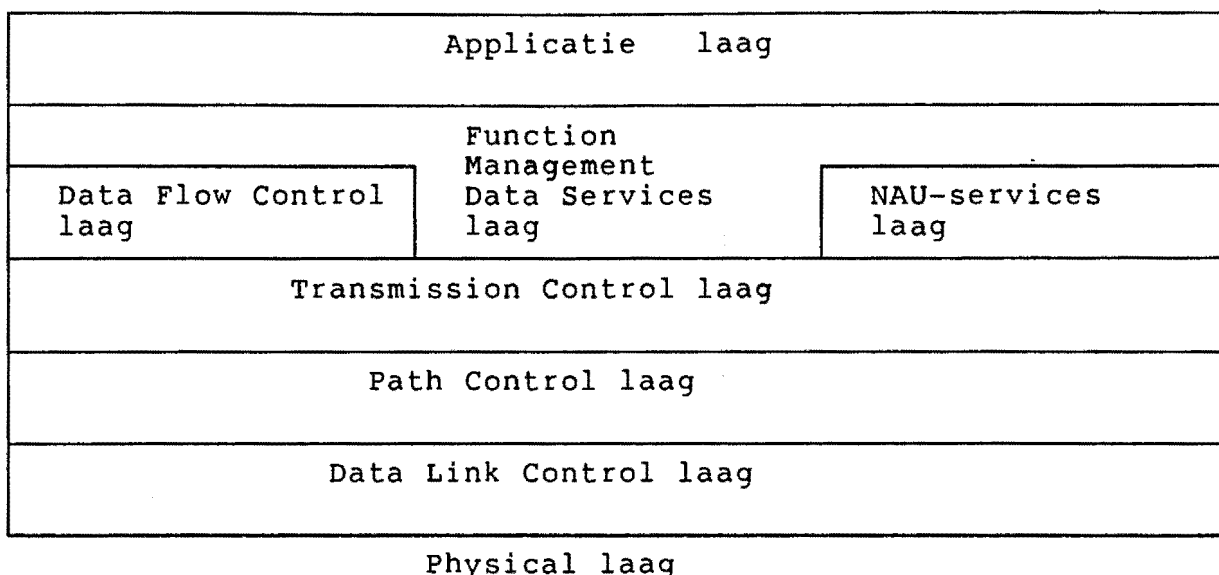 Applicatie laag
Function
Management
Data Services
laag
Data Flow Control
laag
NAU-services
laag
Transmission Control laag
Path Control laag
Data Link Control laag
Physical laag